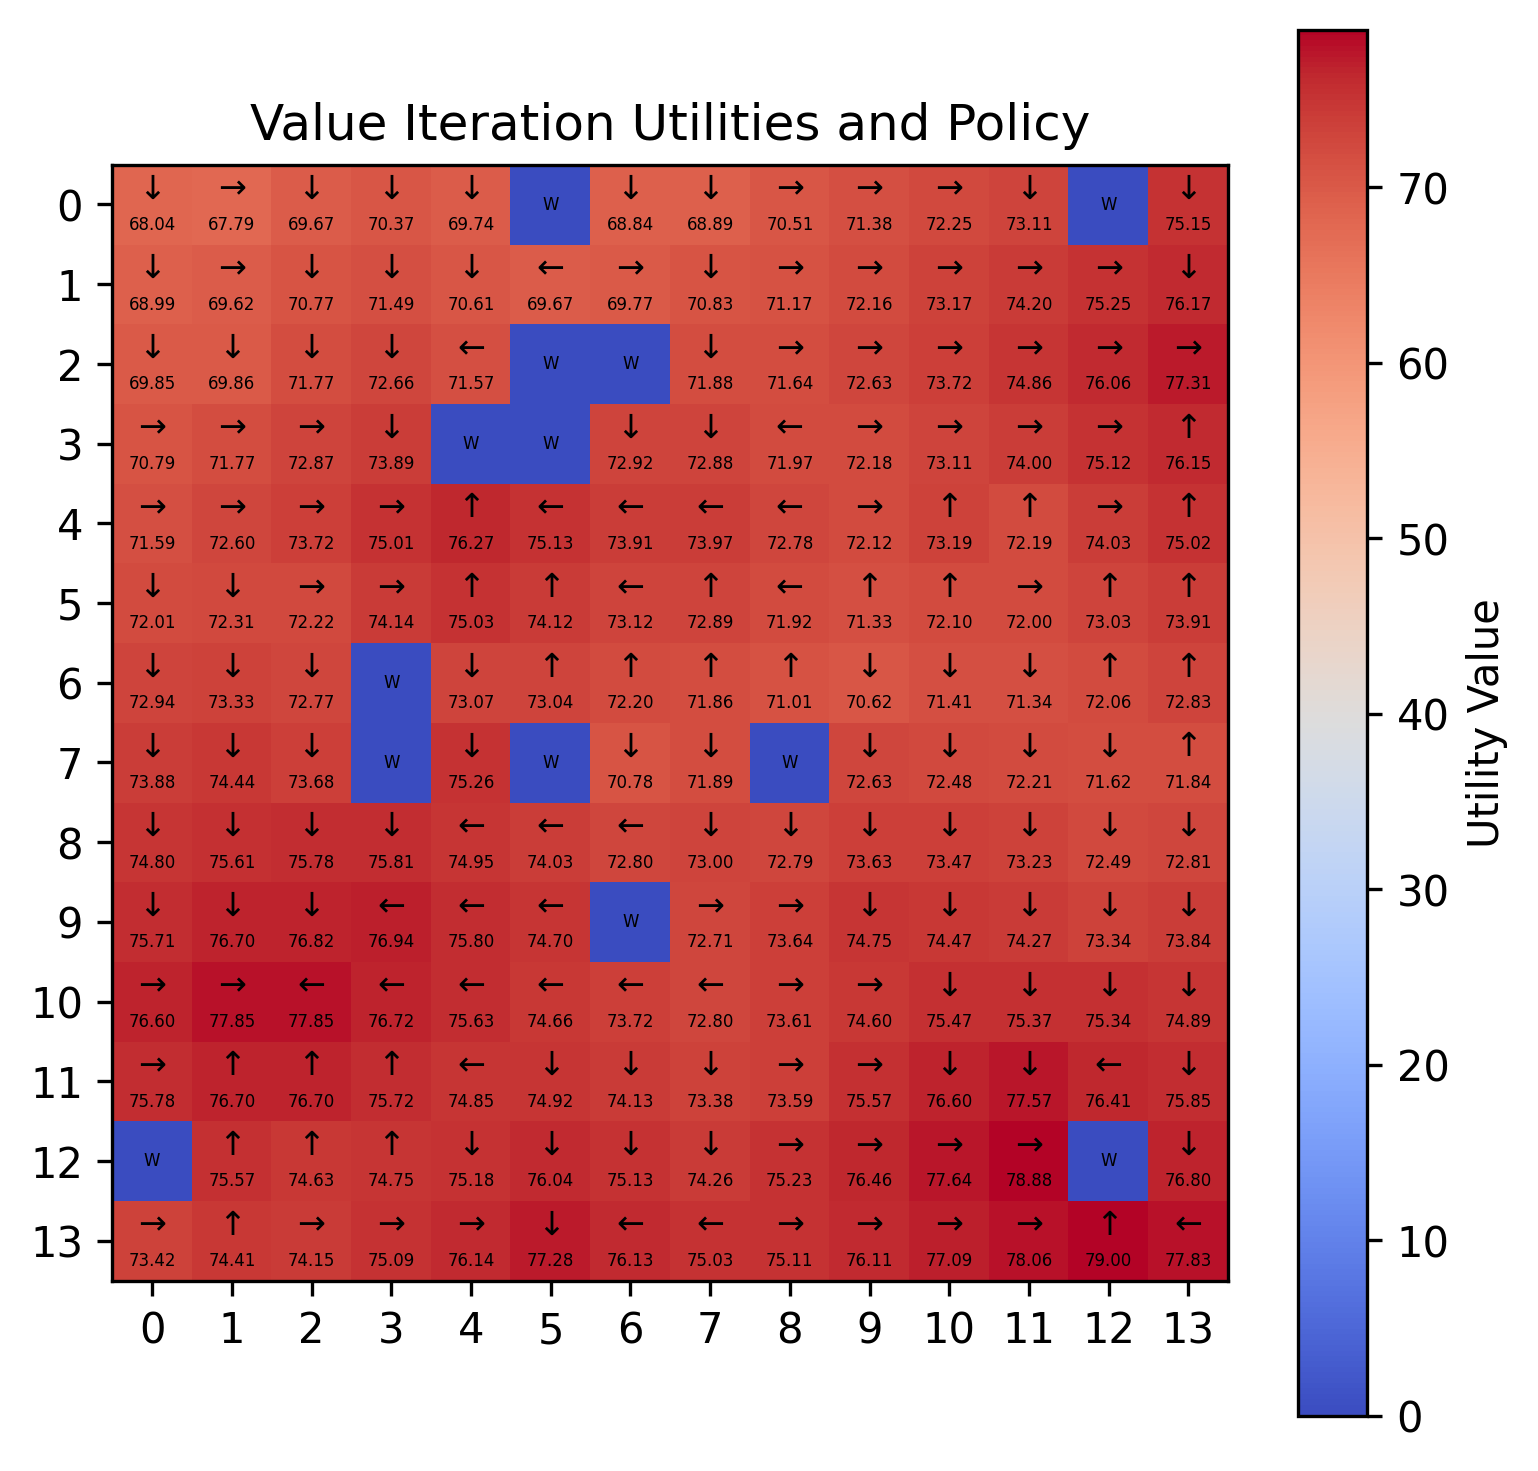 Value Iteration Utilities and Policy
0 ↓ → ↓ ↓ ↓ W ↓ ↓ → → → ↓ W ↓
68.04 67.79 69.67 70.37 69.74 68.84 68.89 70.51 71.38 72.25 73.11 75.15
1 ↓ → ↓ ↓ ↓ ← → ↓ → → → → → ↓
68.99 69.62 70.77 71.49 70.61 69.67 69.77 70.83 71.17 72.16 73.17 74.20 75.25 76.17
2 ↓ ↓ ↓ ↓ ← W W ↓ → → → → → →
69.85 69.86 71.77 72.66 71.57 71.88 71.64 72.63 73.72 74.86 76.06 77.31
3 → → → ↓ W W ↓ ↓ ← → → → → ↑
70.79 71.77 72.87 73.89 72.92 72.88 71.97 72.18 73.11 74.00 75.12 76.15
4 → → → → ↑ ← ← ← ← → ↑ ↑ → ↑
71.59 72.60 73.72 75.01 76.27 75.13 73.91 73.97 72.78 72.12 73.19 72.19 74.03 75.02
5 ↓ ↓ → → ↑ ↑ ← ↑ ← ↑ ↑ → ↑ ↑
72.01 72.31 72.22 74.14 75.03 74.12 73.12 72.89 71.92 71.33 72.10 72.00 73.03 73.91
6 ↓ ↓ ↓ W ↓ ↑ ↑ ↑ ↑ ↓ ↓ ↓ ↑ ↑
72.94 73.33 72.77 73.07 73.04 72.20 71.86 71.01 70.62 71.41 71.34 72.06 72.83
7 ↓ ↓ ↓ W ↓ W ↓ ↓ W ↓ ↓ ↓ ↓ ↑
73.88 74.44 73.68 75.26 70.78 71.89 72.63 72.48 72.21 71.62 71.84
8 ↓ ↓ ↓ ↓ ← ← ← ↓ ↓ ↓ ↓ ↓ ↓ ↓
74.80 75.61 75.78 75.81 74.95 74.03 72.80 73.00 72.79 73.63 73.47 73.23 72.49 72.81
9 ↓ ↓ ↓ ← ← ← W → → ↓ ↓ ↓ ↓ ↓
75.71 76.70 76.82 76.94 75.80 74.70 72.71 73.64 74.75 74.47 74.27 73.34 73.84
10 → → ← ← ← ← ← ← → → ↓ ↓ ↓ ↓
76.60 77.85 77.85 76.72 75.63 74.66 73.72 72.80 73.61 74.60 75.47 75.37 75.34 74.89
11 → ↑ ↑ ↑ ← ↓ ↓ ↓ → → ↓ ↓ ← ↓
75.78 76.70 76.70 75.72 74.85 74.92 74.13 73.38 73.59 75.57 76.60 77.57 76.41 75.85
12 W ↑ ↑ ↑ ↓ ↓ ↓ ↓ → → → → W ↓
75.57 74.63 74.75 75.18 76.04 75.13 74.26 75.23 76.46 77.64 78.88 76.80
13 → ↑ → → → ↓ ← ← → → → → ↑ ←
73.42 74.41 74.15 75.09 76.14 77.28 76.13 75.03 75.11 76.11 77.09 78.06 79.00 77.83
0 1 2 3 4 5 6 7 8 9 10 11 12 13
70
60
50
40
30
20
10
0
Utility Value